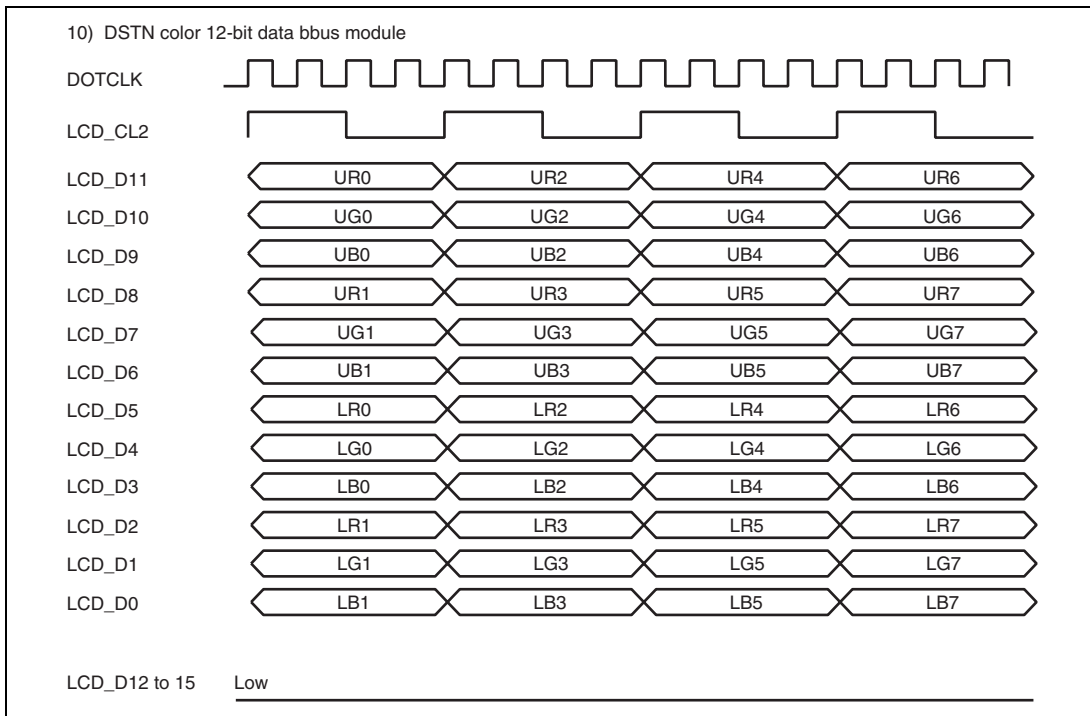 10) DSTN color 12-bit data bbus module
DOTCLK
LCD_CL2
LCD_D11 UR0 UR2 UR4 UR6
LCD_D10 UG0 UG2 UG4 UG6
LCD_D9 UB0 UB2 UB4 UB6
LCD_D8 UR1 UR3 UR5 UR7
LCD_D7 UG1 UG3 UG5 UG7
LCD_D6 UB1 UB3 UB5 UB7
LCD_D5 LR0 LR2 LR4 LR6
LCD_D4 LG0 LG2 LG4 LG6
LCD_D3 LB0 LB2 LB4 LB6
LCD_D2 LR1 LR3 LR5 LR7
LCD_D1 LG1 LG3 LG5 LG7
LCD_D0 LB1 LB3 LB5 LB7
LCD_D12 to 15 Low